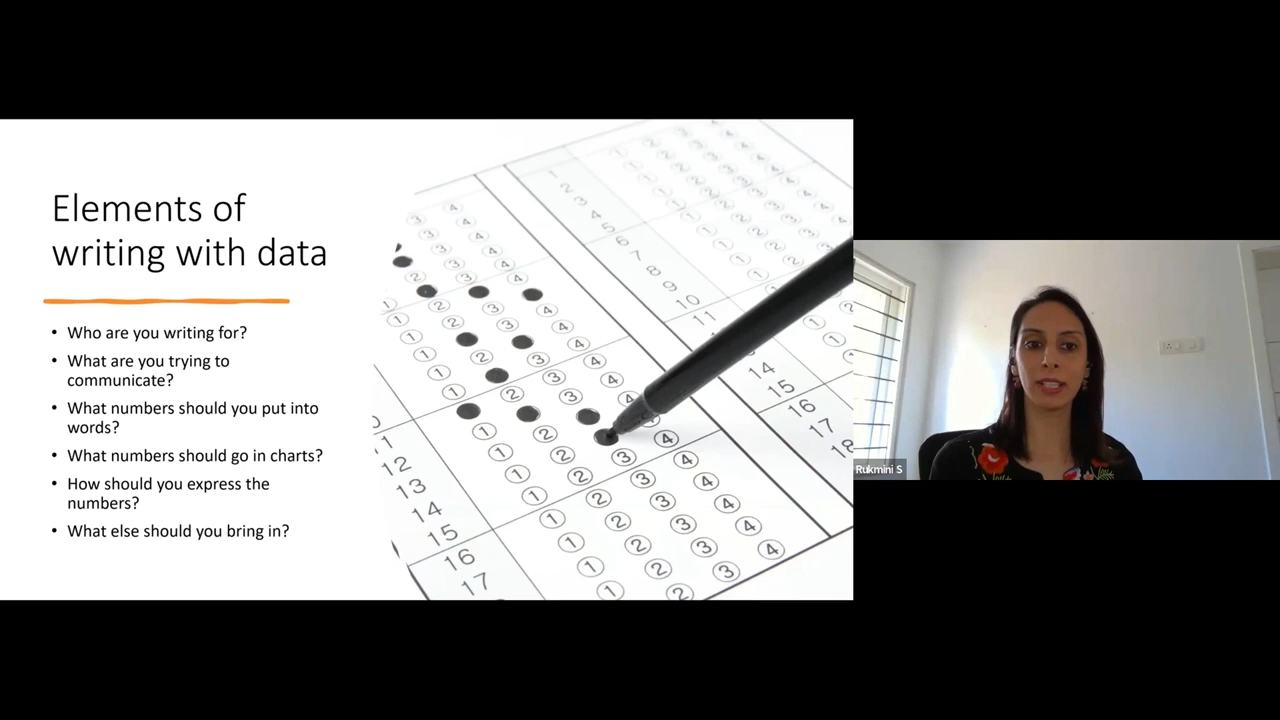 Elements of
writing with data
• Who are you writing for?
• What are you trying to
communicate?
• What numbers should you put into
words?
• What numbers should go in charts?
• How should you express the
numbers?
• What else should you bring in?
Rukmini S